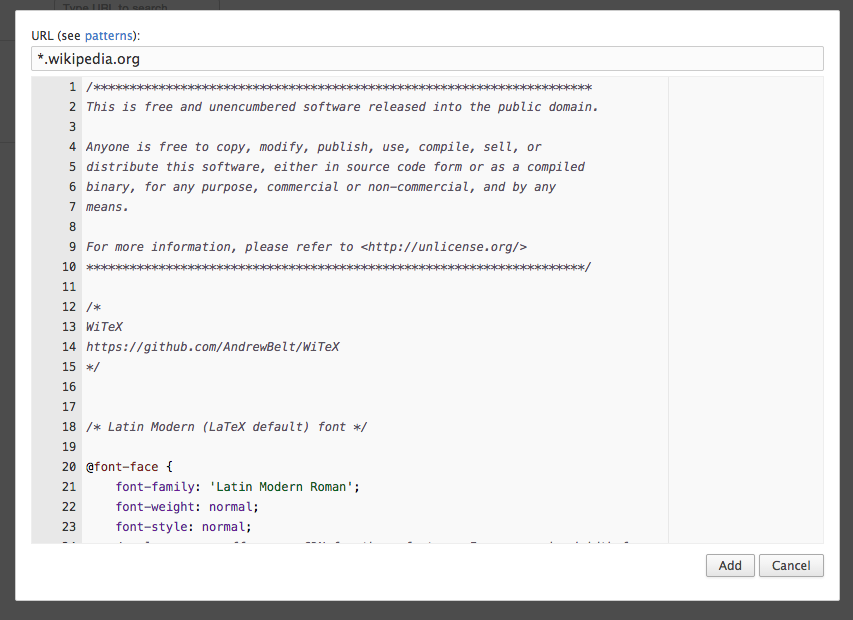 Type URL to search
URL (see patterns):
*.wikipedia.org
1 /*********************************************************************
2 This is free and unencumbered software released into the public domain.
3
4 Anyone is free to copy, modify, publish, use, compile, sell, or
5 distribute this software, either in source code form or as a compiled
6 binary, for any purpose, commercial or non-commercial, and by any
7 means.
8
9 For more information, please refer to <http://unlicense.org/>
10 *********************************************************************/
11
12 /*
13 WiTeX
14 https://github.com/AndrewBelt/WiTeX
15 */
16
17
18 /* Latin Modern (LaTeX default) font */
19
20 @font-face {
21 font-family: 'Latin Modern Roman';
22 font-weight: normal;
23 font-style: normal;
Add Cancel